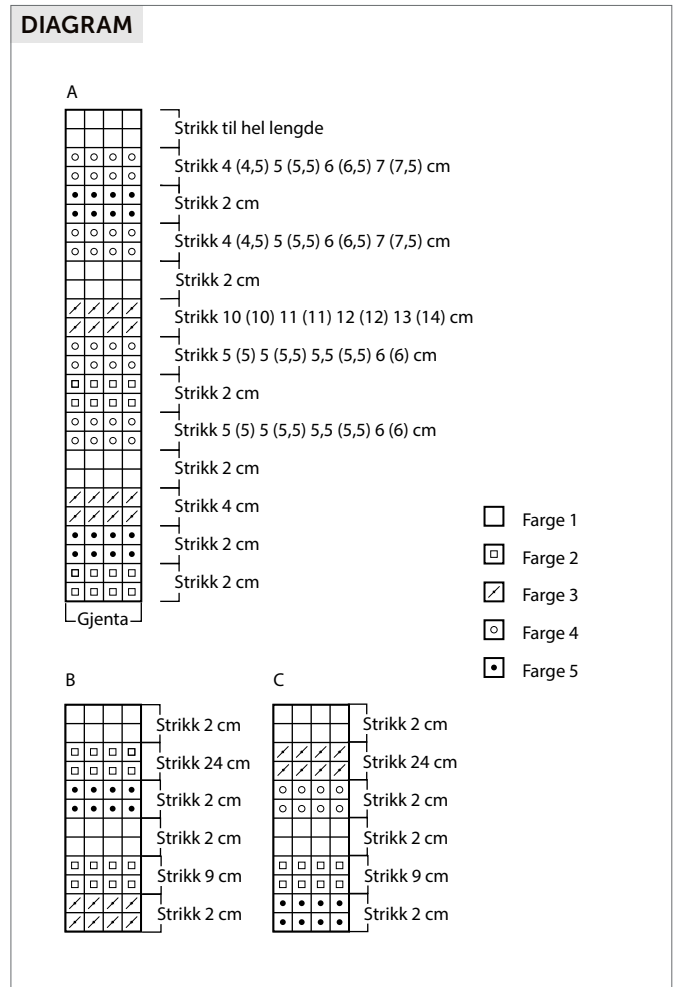 DIAGRAM
A
Strikk til hel lengde
Strikk 4 (4,5) 5 (5,5) 6 (6,5) 7 (7,5) cm
Strikk 2 cm
Strikk 4 (4,5) 5 (5,5) 6 (6,5) 7 (7,5) cm
Strikk 2 cm
Strikk 10 (10) 11 (11) 12 (12) 13 (14) cm
Strikk 5 (5) 5 (5,5) 5,5 (5,5) 6 (6) cm
Strikk 2 cm
Strikk 5 (5) 5 (5,5) 5,5 (5,5) 6 (6) cm
Strikk 2 cm
Strikk 4 cm
Strikk 2 cm
Strikk 2 cm
Gjenta
Farge 1
Farge 2
Farge 3
Farge 4
Farge 5
B
Strikk 2 cm
Strikk 24 cm
Strikk 2 cm
Strikk 2 cm
Strikk 9 cm
Strikk 2 cm
C
Strikk 2 cm
Strikk 24 cm
Strikk 2 cm
Strikk 2 cm
Strikk 9 cm
Strikk 2 cm